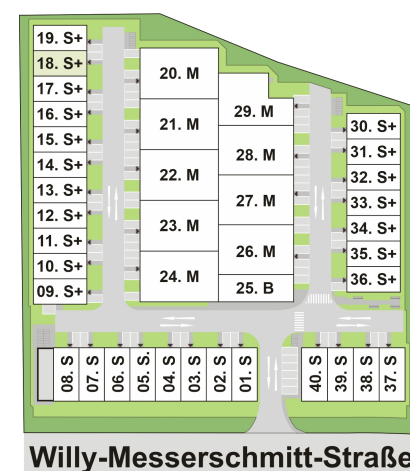 19. S+
18. S+
17. S+
16. S+
15. S+
14. S+
13. S+
12. S+
11. S+
10. S+
09. S+
20. M
21. M
22. M
23. M
24. M
29. M
28. M
27. M
26. M
25. B
30. S+
31. S+
32. S+
33. S+
34. S+
35. S+
36. S+
08. S
07. S
06. S
05. S.
04. S
03. S
02. S
01. S
40. S
39. S
38. S
37. S
Willy-Messerschmitt-Straße